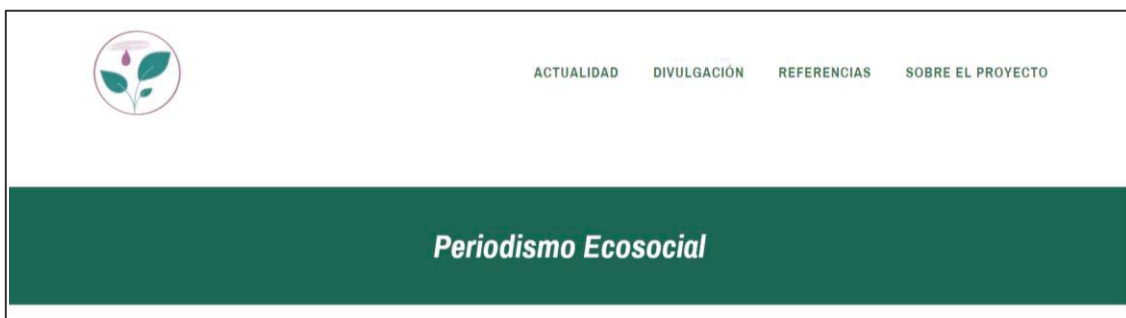 ACTUALIDAD DIVULGACIÓN REFERENCIAS SOBRE EL PROYECTO
Periodismo Ecosocial